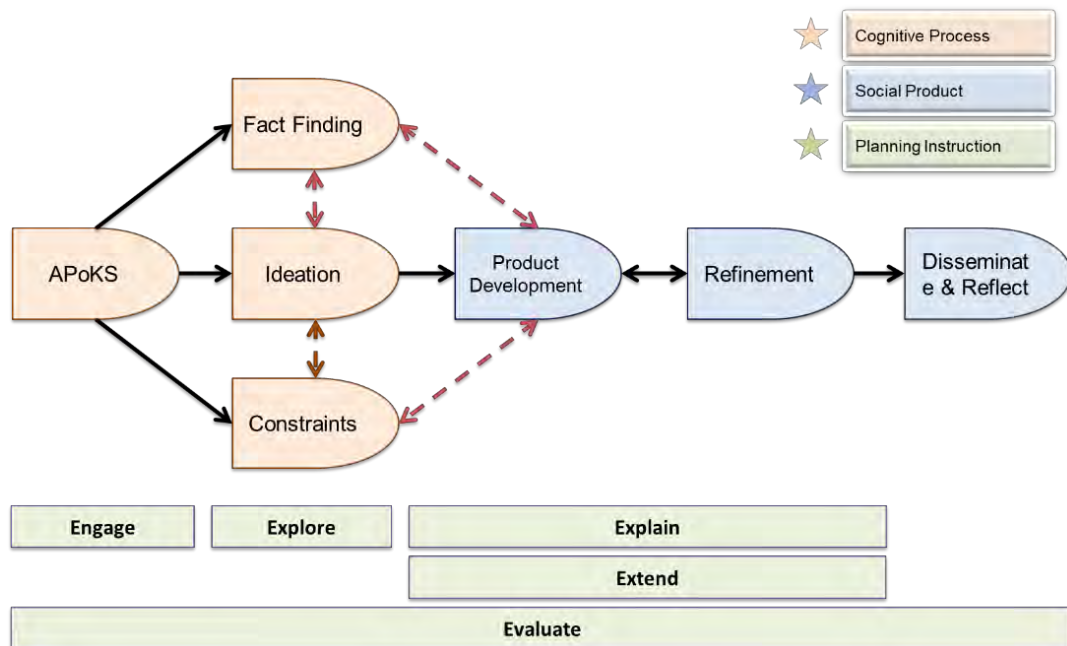 Cognitive Process
Social Product
Planning Instruction
Fact Finding
APoKS
Ideation
Product
Development
Refinement
Disseminat
e & Reflect
Constraints
Engage
Explore
Explain
Extend
Evaluate